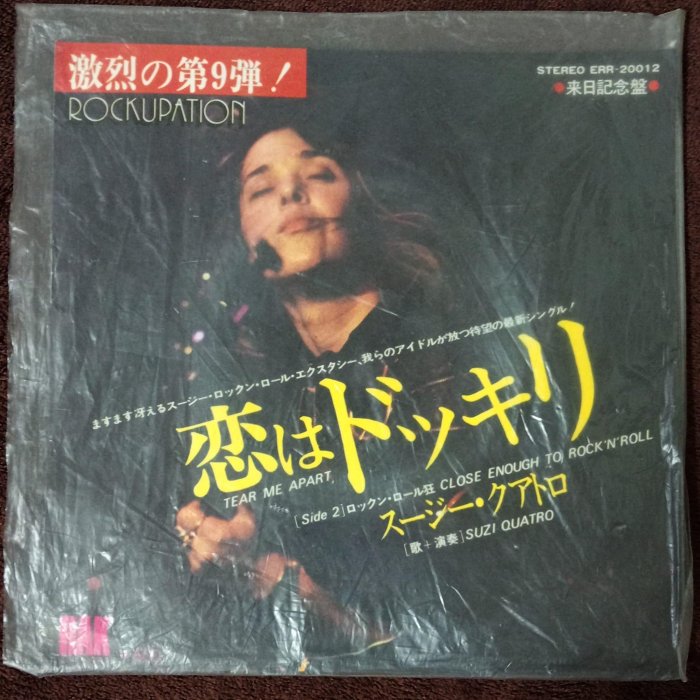 激烈の第9弾!
ROCKUPATION
STEREO ERR-20012
●来日記念盤●
ますます冴えるスージー・ロックン・ロール・エクスタシー、我らのアイドルが放つ待望の最新シングル!
恋はドッキリ
TEAR ME APART
[Side 2] ロックン・ロール狂 CLOSE ENOUGH TO ROCK'N'ROLL
スージー・クアトロ
[歌+演奏] SUZI QUATRO
RAK